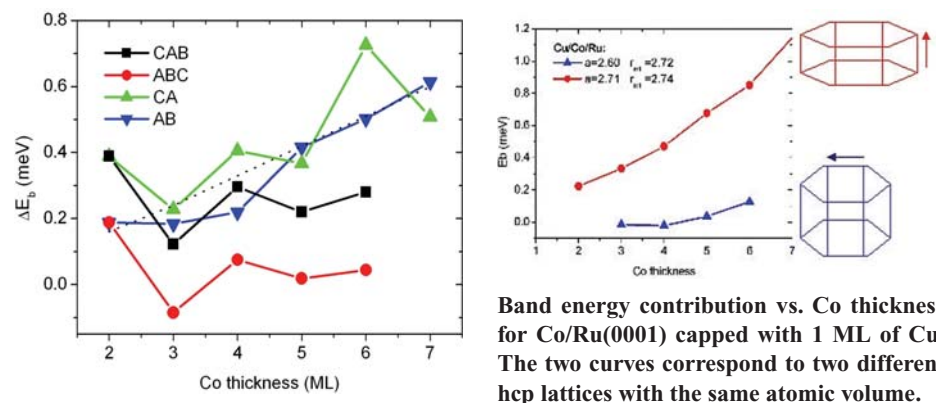 0.8
0.6
0.4
0.2
0.0
ΔE_b (meV)
CAB
ABC
CA
AB
2 3 4 5 6 7
Co thickness (ML)
1.2
1.0
0.8
0.6
0.4
0.2
0.0
Eb (meV)
Cu/Co/Ru:
a=2.60
=2.72
a=2.71
=2.74
1 2 3 4 5 6 7
Co thickness
Band energy contribution vs. Co thicknes
for Co/Ru(0001) capped with 1 ML of Cu
The two curves correspond to two differen
hcp lattices with the same atomic volume.